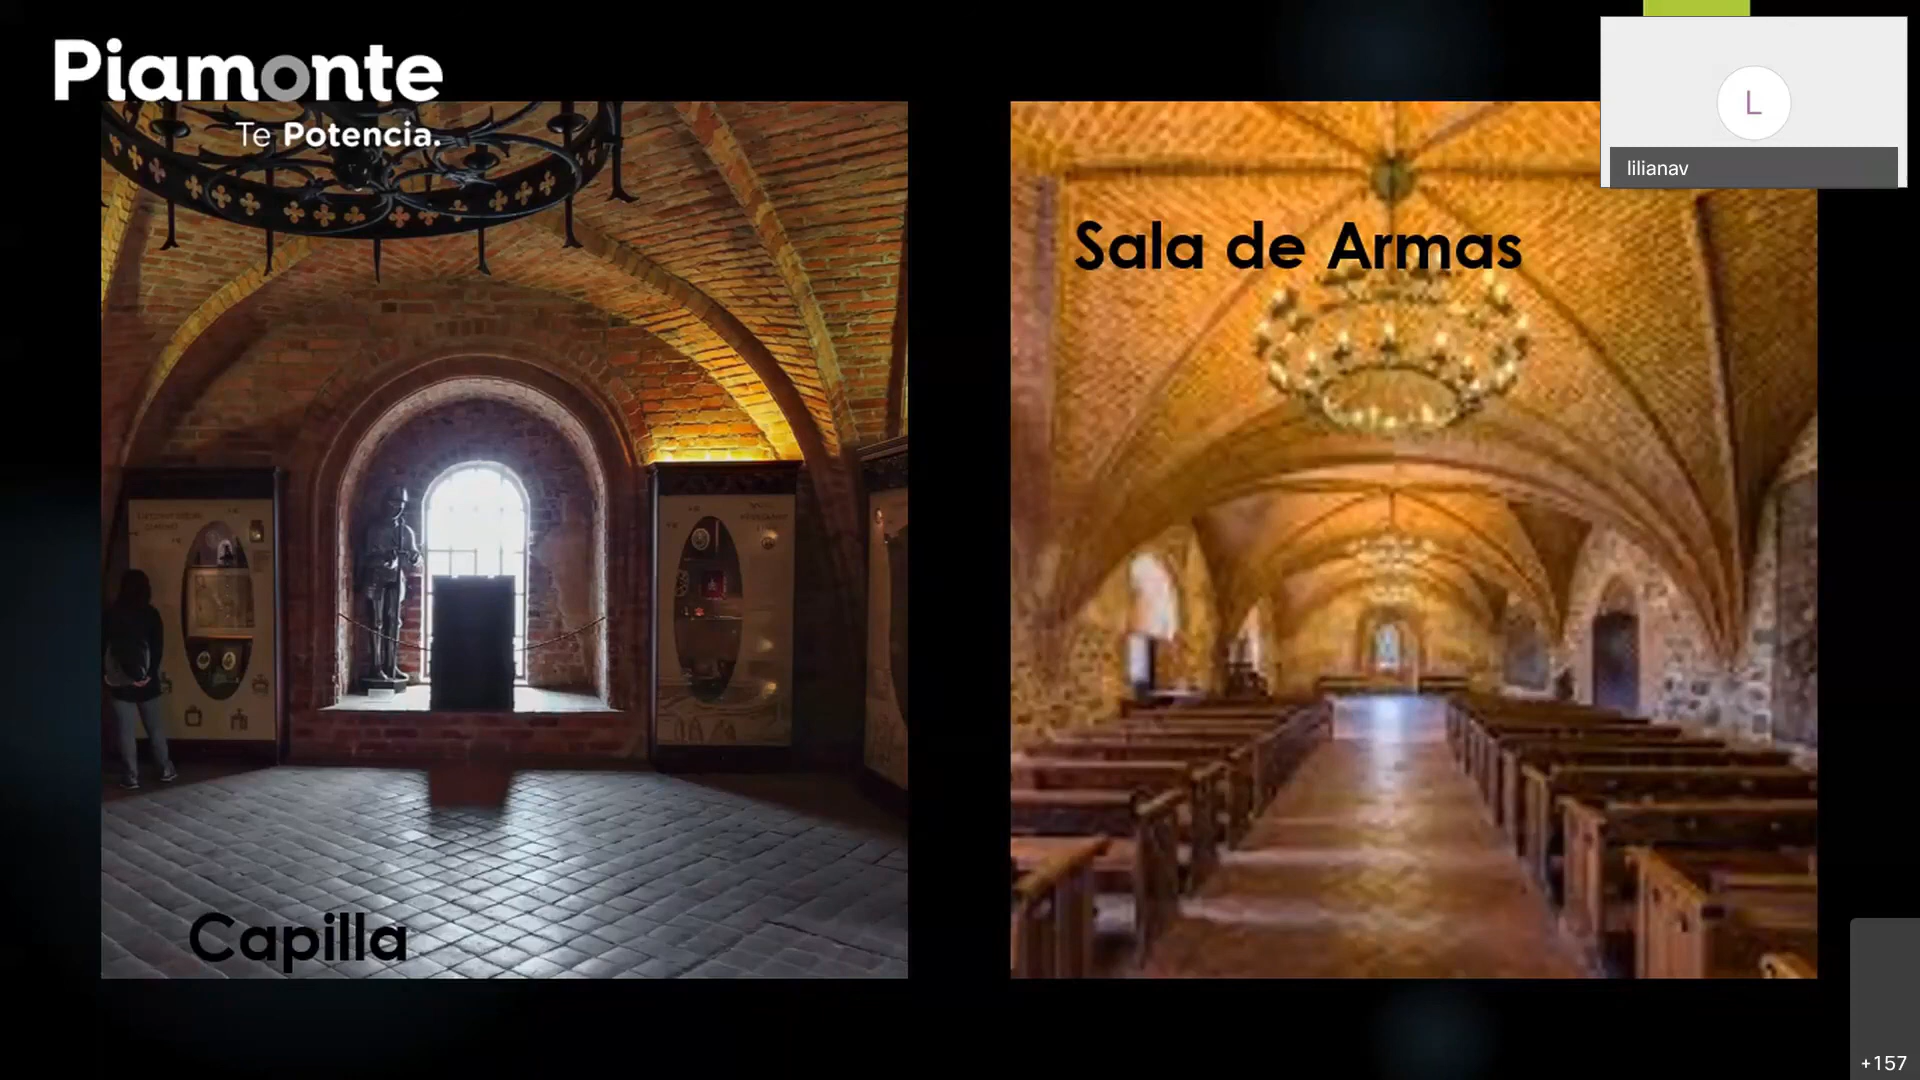 Piamonte
Te Potencia.
L
lilianav
Sala de Armas
Capilla
+157